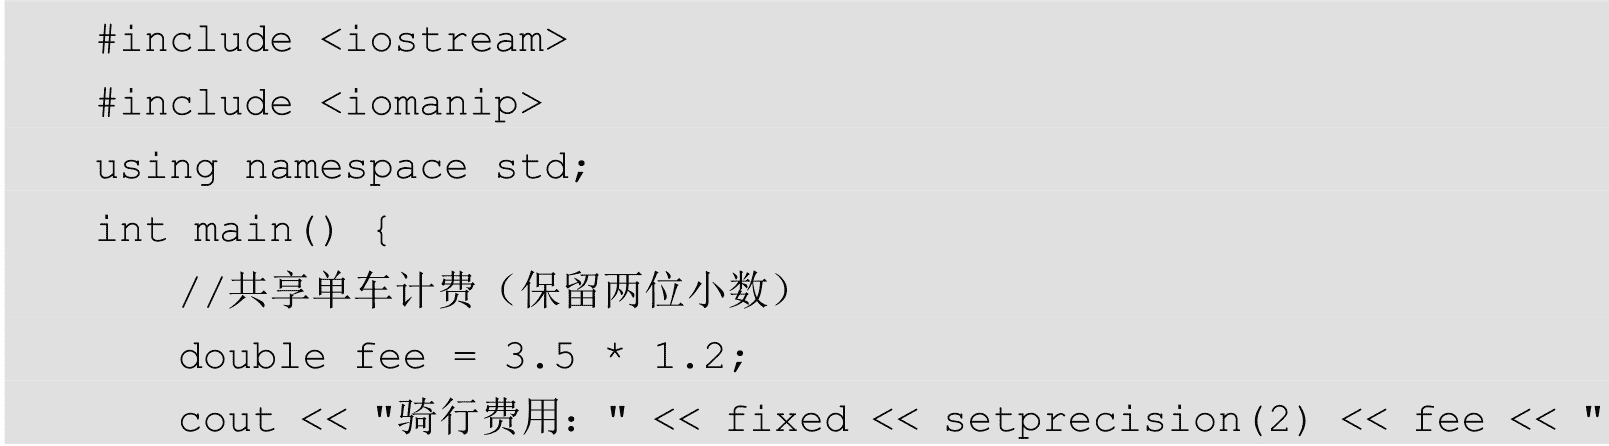 #include <iostream>
#include <iomanip>
using namespace std;
int main() {
//共享单车计费（保留两位小数）
double fee = 3.5 * 1.2;
cout << "骑行费用：" << fixed << setprecision(2) << fee << "